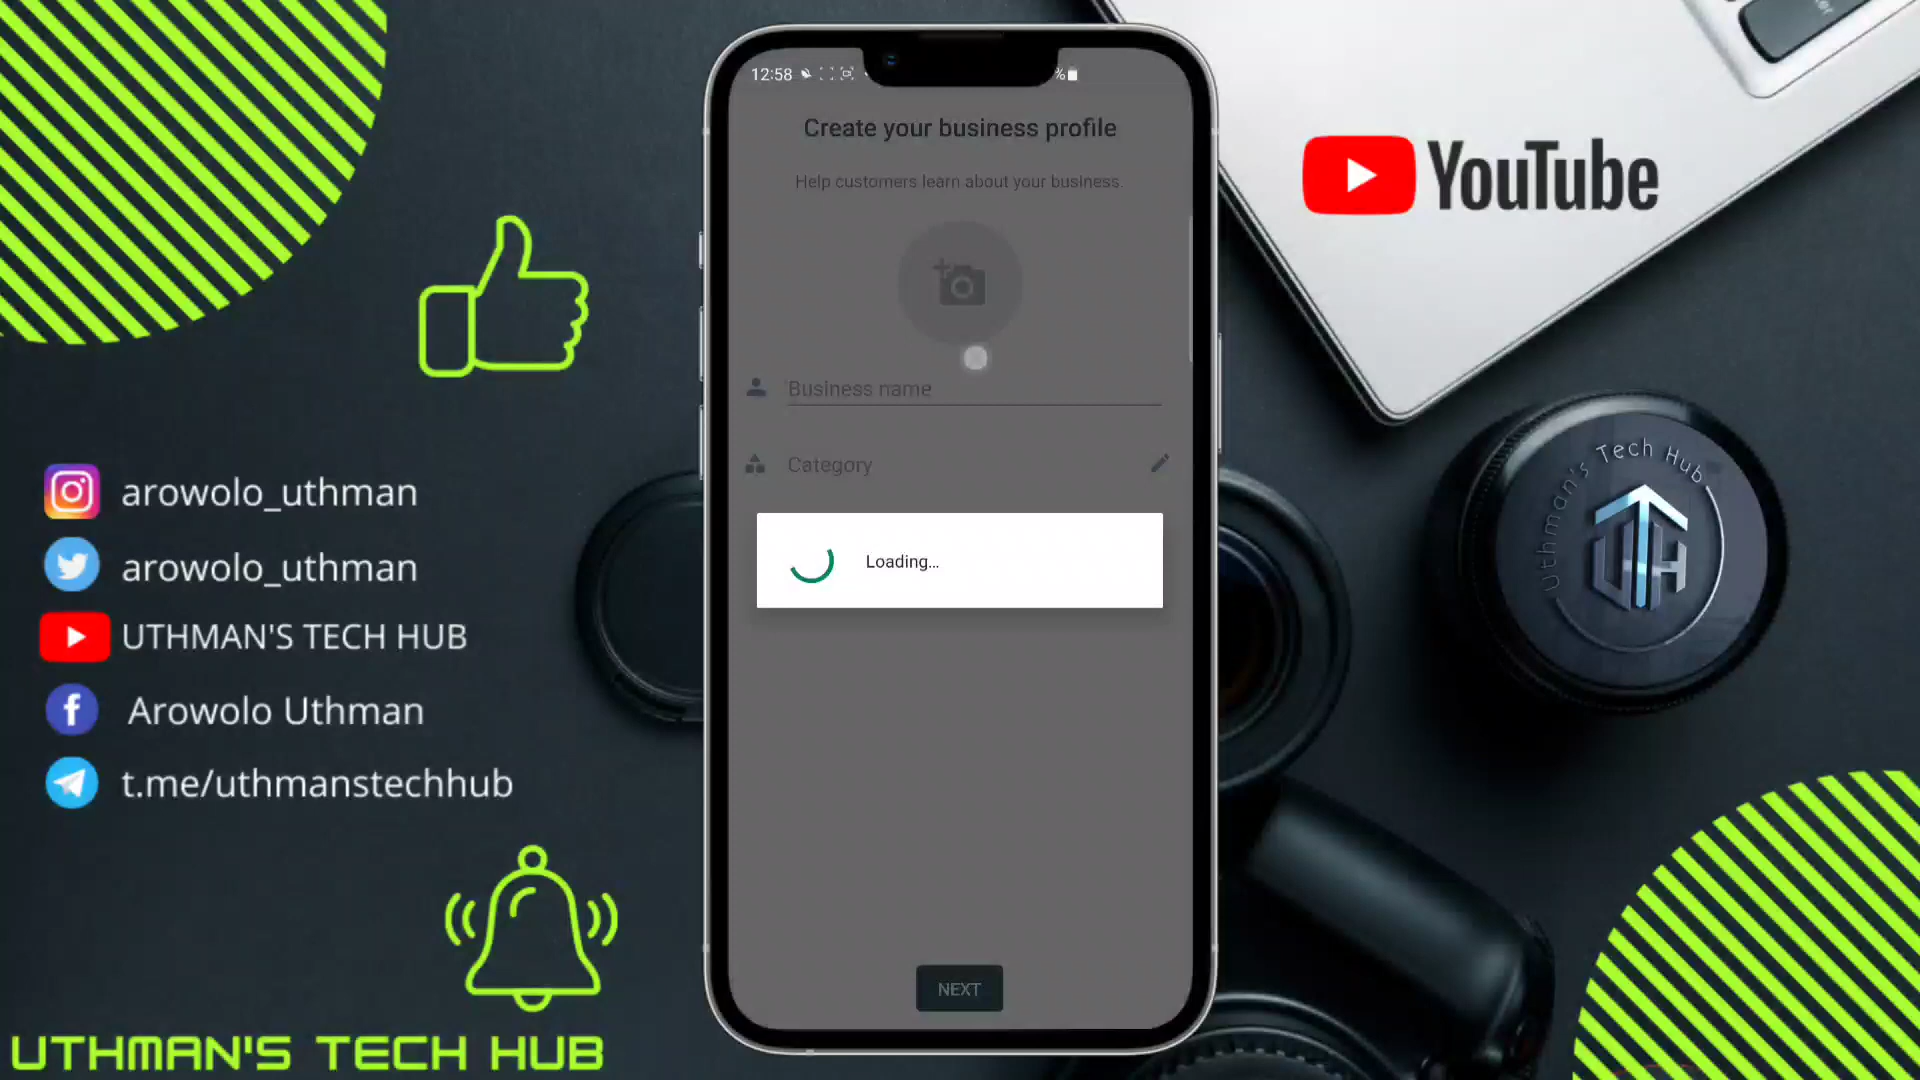 12:58
%
Create your business profile
Help customers learn about your business.
Business name
Category
Loading...
NEXT
YouTube
Uthman's Tech Hub.
UTH
arowolo_uthman
arowolo_uthman
UTHMAN'S TECH HUB
Arowolo Uthman
t.me/uthmanstechhub
UTHMAN'S TECH HUB